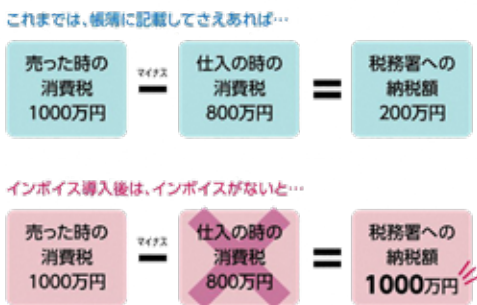 これまでは、帳簿に記載してさえあれば…
売った時の
消費税
1000万円
マイナス
ー
仕入の時の
消費税
800万円
＝
税務署への
納税額
200万円
インボイス導入後は、インボイスがないと…
売った時の
消費税
1000万円
マイナス
ー
仕入の時の
消費税
800万円
＝
税務署への
納税額
1000万円